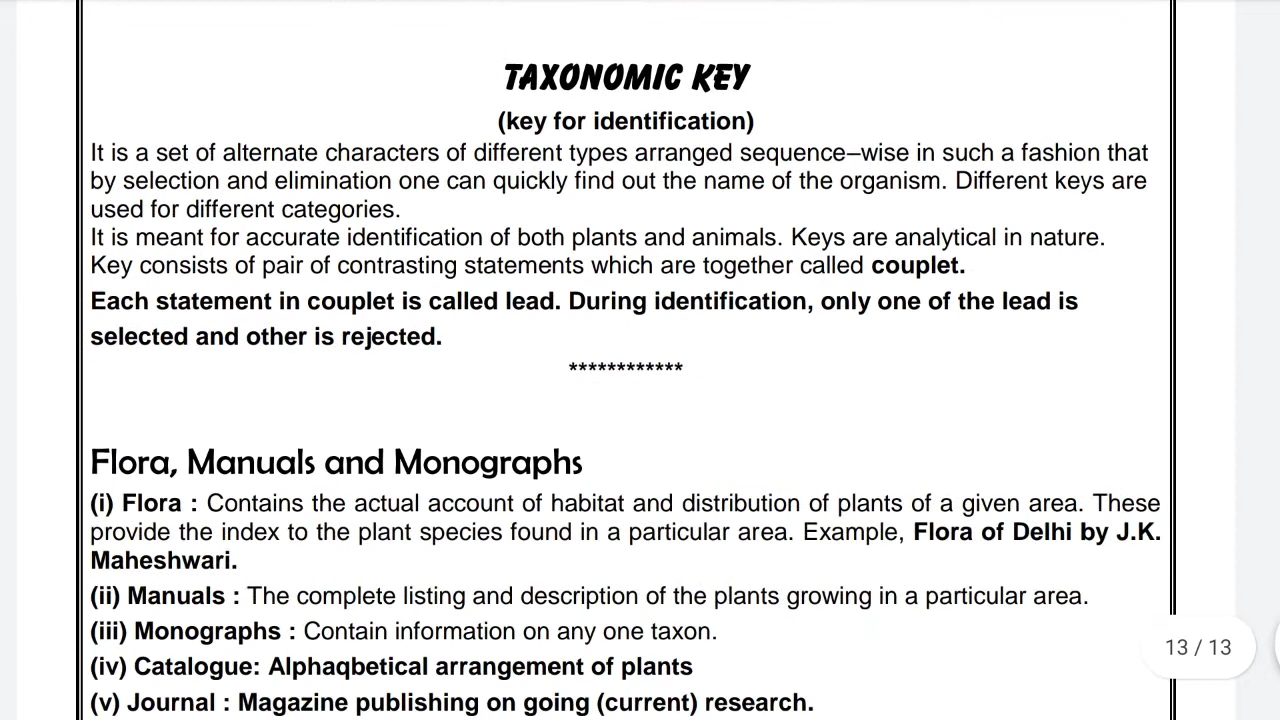 TAXONOMIC KEY
(key for identification)
It is a set of alternate characters of different types arranged sequence–wise in such a fashion that
by selection and elimination one can quickly find out the name of the organism. Different keys are
used for different categories.
It is meant for accurate identification of both plants and animals. Keys are analytical in nature.
Key consists of pair of contrasting statements which are together called couplet.
Each statement in couplet is called lead. During identification, only one of the lead is
selected and other is rejected.
************
Flora, Manuals and Monographs
(i) Flora : Contains the actual account of habitat and distribution of plants of a given area. These
provide the index to the plant species found in a particular area. Example, Flora of Delhi by J.K.
Maheshwari.
(ii) Manuals : The complete listing and description of the plants growing in a particular area.
(iii) Monographs : Contain information on any one taxon.
(iv) Catalogue: Alphaqbetical arrangement of plants
(v) Journal : Magazine publishing on going (current) research.
13 / 13